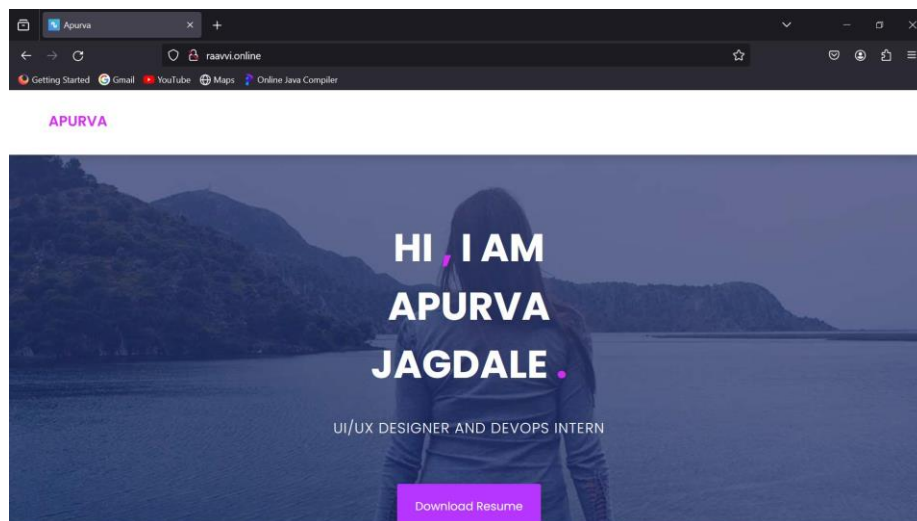 Apurva
raavvi.online
Getting Started Gmail YouTube Maps Online Java Compiler
APURVA
HI , I AM
APURVA
JAGDALE .
UI/UX DESIGNER AND DEVOPS INTERN
Download Resume